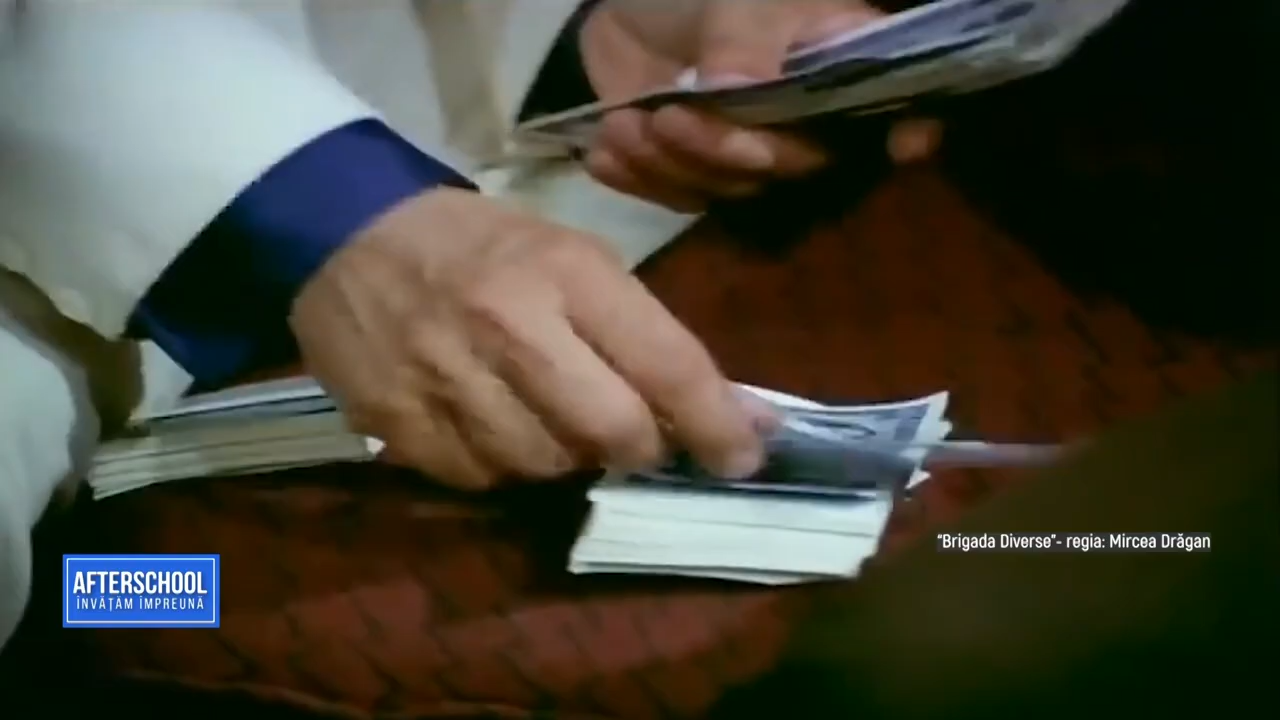 AFTERSCHOOL
ÎNVĂȚĂM ÎMPREUNĂ
"Brigada Diverse"- regia: Mircea Drăgan